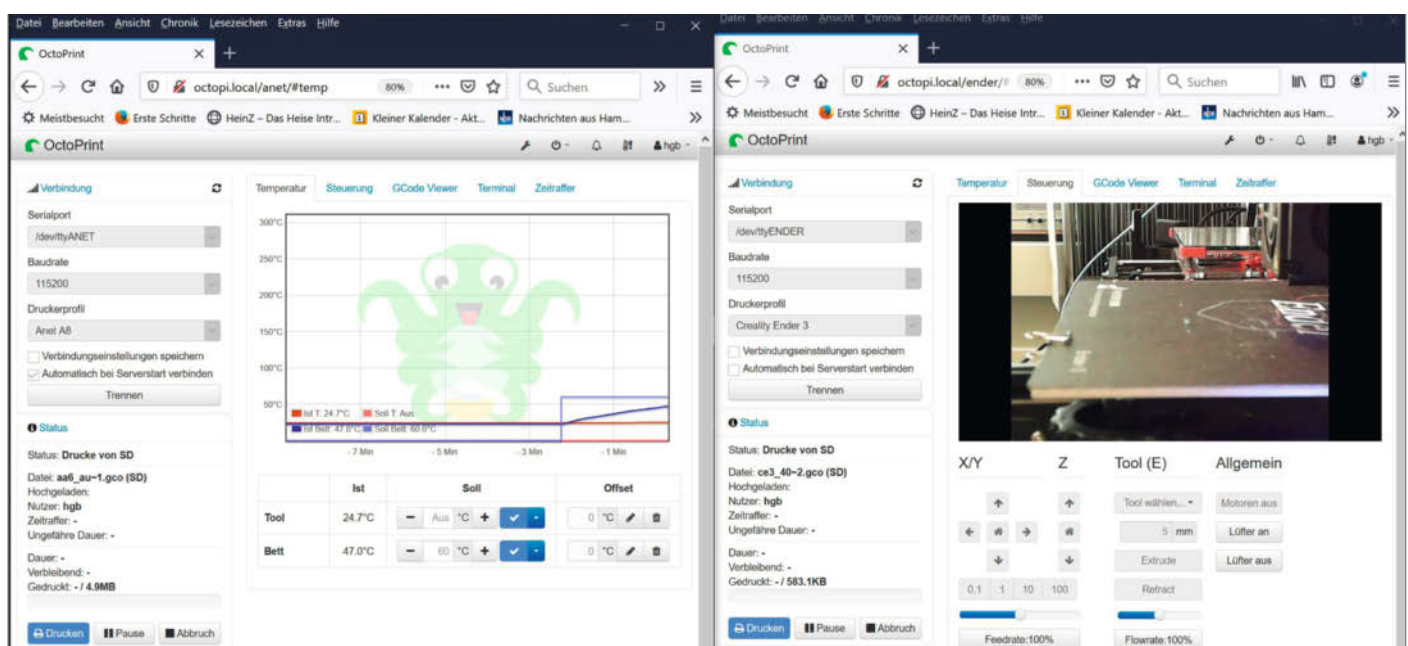 Datei Bearbeiten Ansicht Chronik Lesezeichen Extras Hilfe
OctoPrint
octopi.local/anet/#temp 80% Suchen
Meistbesucht Erste Schritte HeinZ – Das Heise Intr... Kleiner Kalender - Akt... Nachrichten aus Ham...
OctoPrint hgb
Verbindung
Serialport
/dev/ttyANET
Baudrate
115200
Druckerprofil
Anet A8
Verbindungseinstellungen speichern
Automatisch bei Serverstart verbinden
Trennen
Status
Status: Drucke von SD
Datei: aa6_au~1.gco (SD)
Hochgeladen:
Nutzer: hgb
Zeitraffer: -
Ungefähre Dauer: -
Dauer: -
Verbleibend: -
Gedruckt: - / 4.9MB
Drucken Pause Abbruch
Temperatur Steuerung GCode Viewer Terminal Zeitraffer
300°C
250°C
200°C
150°C
100°C
50°C
Ist T: 24.7°C Soll T: Aus
Ist Bett: 47.0°C Soll Bett: 60.0°C
- 7 Min - 5 Min - 3 Min - 1 Min
Ist Soll Offset
Tool 24.7°C Aus °C 0 °C
Bett 47.0°C 60 °C 0 °C
Datei Bearbeiten Ansicht Chronik Lesezeichen Extras Hilfe
OctoPrint
octopi.local/ender/# 80% Suchen
Meistbesucht Erste Schritte HeinZ – Das Heise Intr... Kleiner Kalender - Akt... Nachrichten aus Ham...
OctoPrint hgb
Verbindung
Serialport
/dev/ttyENDER
Baudrate
115200
Druckerprofil
Creality Ender 3
Verbindungseinstellungen speichern
Automatisch bei Serverstart verbinden
Trennen
Status
Status: Drucke von SD
Datei: ce3_40~2.gco (SD)
Hochgeladen:
Nutzer: hgb
Zeitraffer: -
Ungefähre Dauer: -
Dauer: -
Verbleibend: -
Gedruckt: - / 583.1KB
Drucken Pause Abbruch
Temperatur Steuerung GCode Viewer Terminal Zeitraffer
X/Y Z Tool (E) Allgemein
Tool wählen... Motoren aus
5 mm Lüfter an
Extrude Lüfter aus
0.1 1 10 100 Retract
Feedrate:100% Flowrate:100%